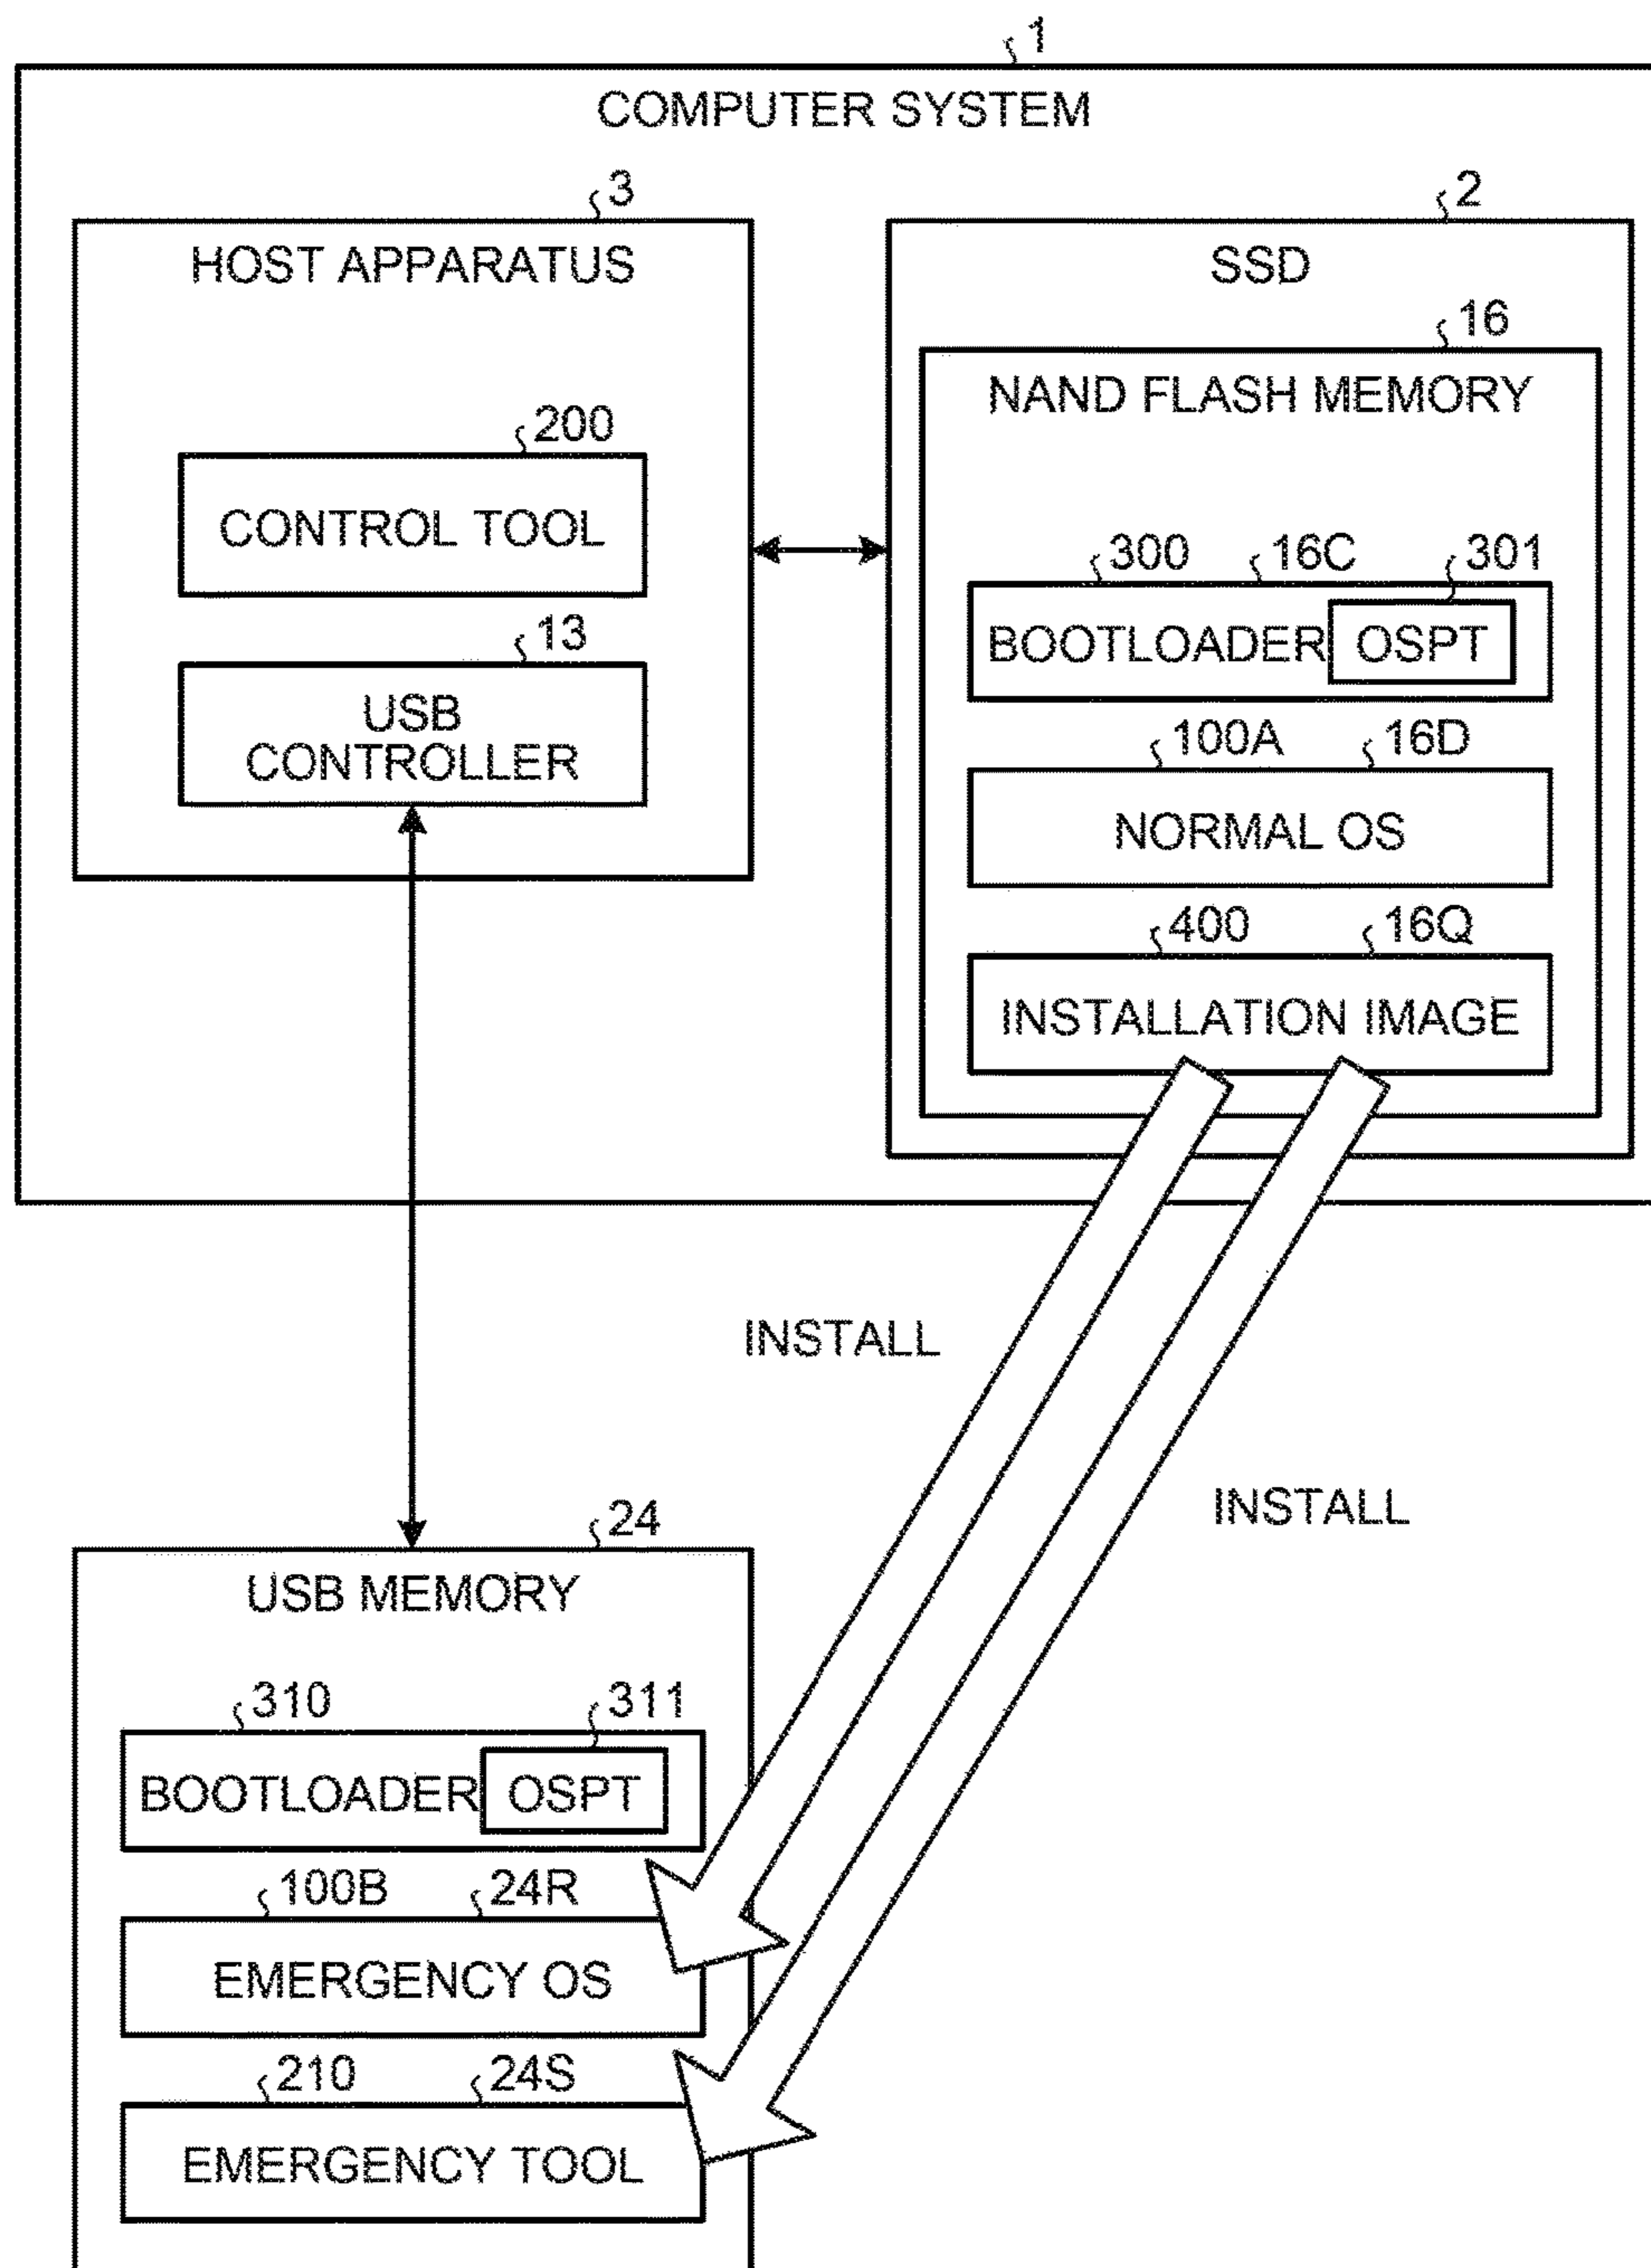 1
COMPUTER SYSTEM
3
2
HOST APPARATUS
SSD
16
NAND FLASH MEMORY
200
CONTROL TOOL
300 16C 301
BOOTLOADER OSPT
13
USB
CONTROLLER
100A 16D
NORMAL OS
400 16Q
INSTALLATION IMAGE
INSTALL
INSTALL
24
USB MEMORY
310 311
BOOTLOADER OSPT
100B 24R
EMERGENCY OS
210 24S
EMERGENCY TOOL